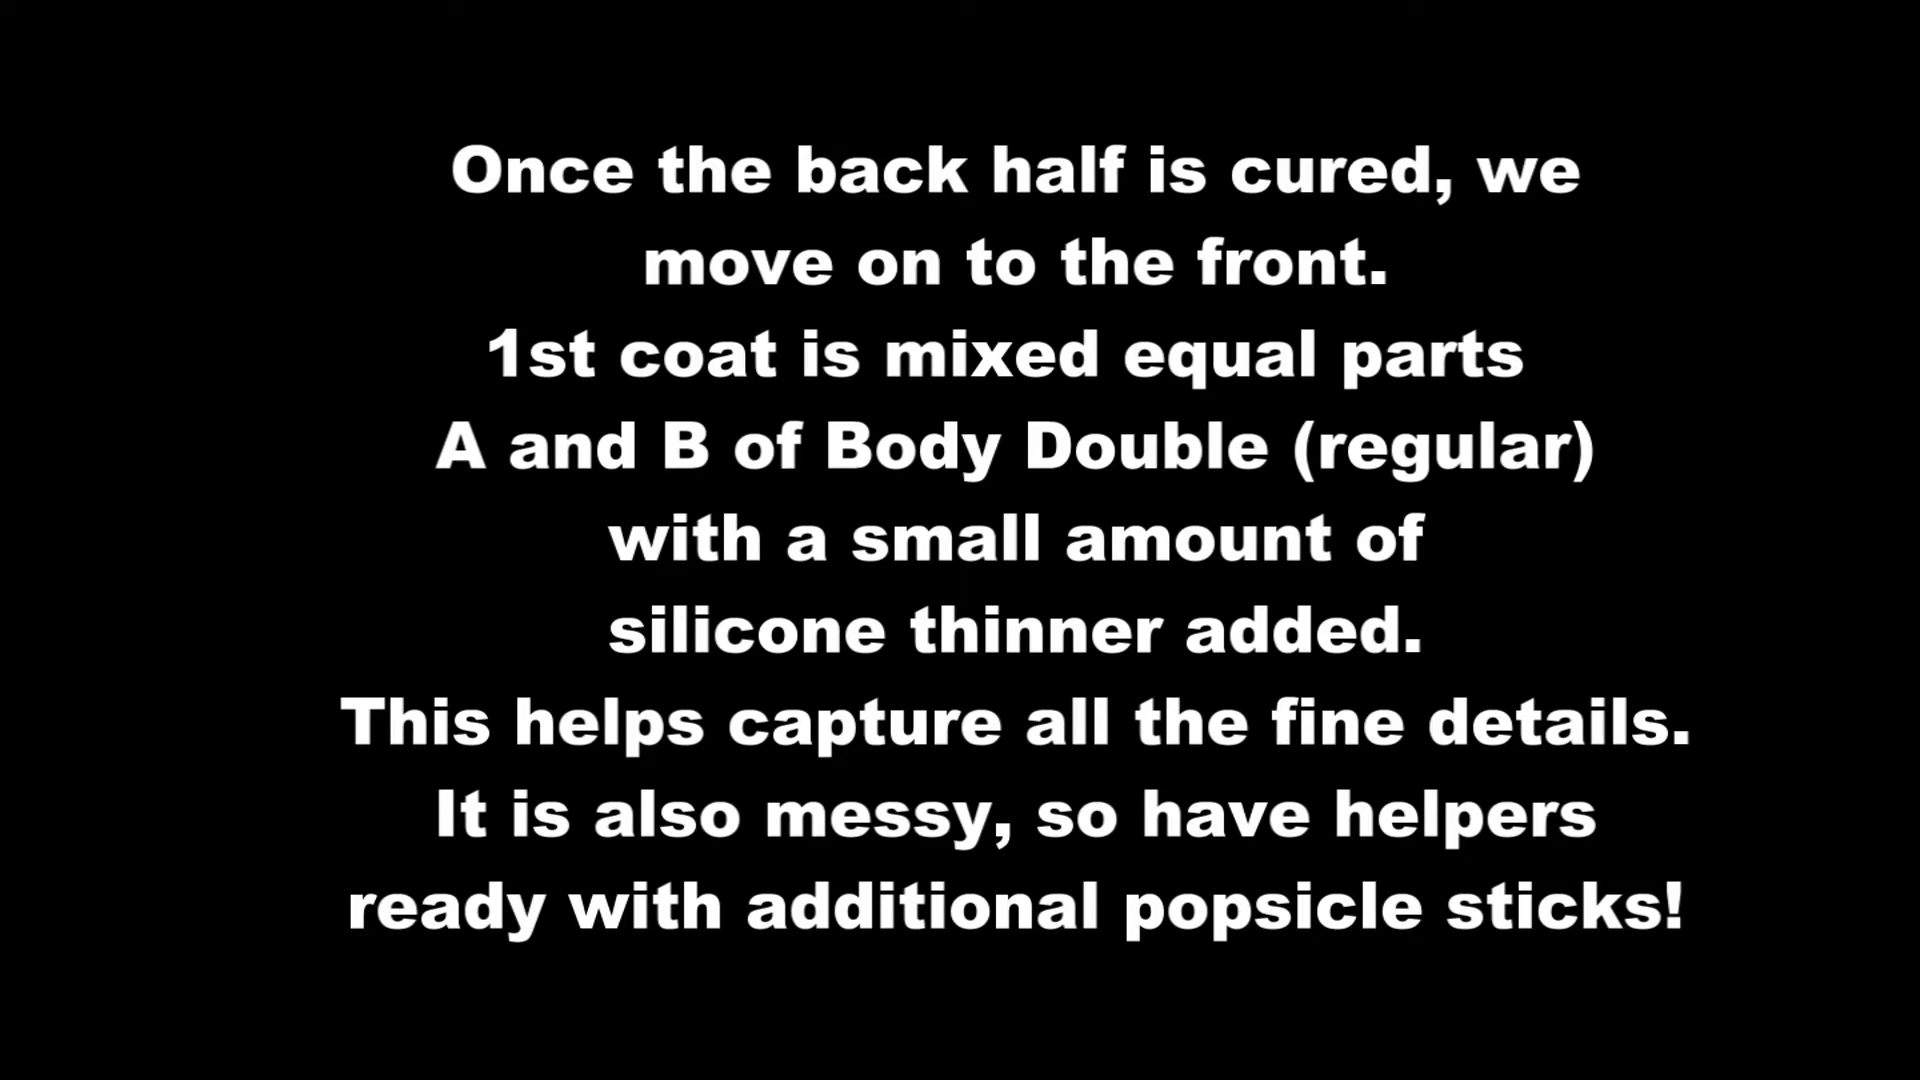 Once the back half is cured, we
move on to the front.
1st coat is mixed equal parts
A and B of Body Double (regular)
with a small amount of
silicone thinner added.
This helps capture all the fine details.
It is also messy, so have helpers
ready with additional popsicle sticks!